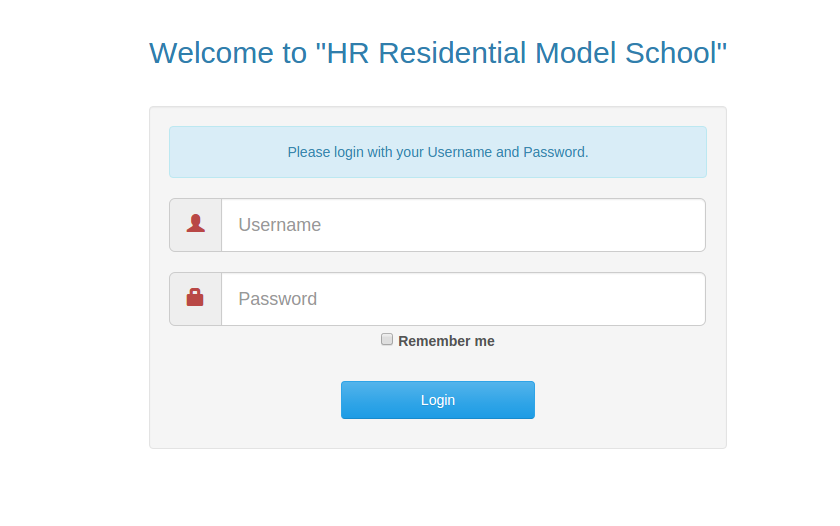 Welcome to "HR Residential Model School"
Please login with your Username and Password.
Username
Password
Remember me
Login